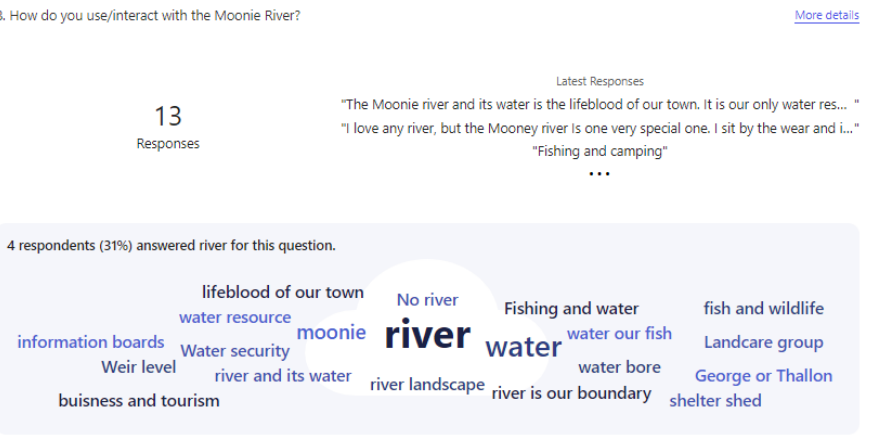 3. How do you use/interact with the Moonie River?
More details
13
Responses
Latest Responses
"The Moonie river and its water is the lifeblood of our town. It is our only water res... "
"I love any river, but the Mooney river Is one very special one. I sit by the wear and i..."
"Fishing and camping"
...
4 respondents (31%) answered river for this question.
lifeblood of our town
No river
Fishing and water
fish and wildlife
water resource
information boards
moonie
river
water
water our fish
Landcare group
Water security
Weir level
river and its water
river landscape
water bore
river is our boundary
George or Thallon
buisness and tourism
shelter shed